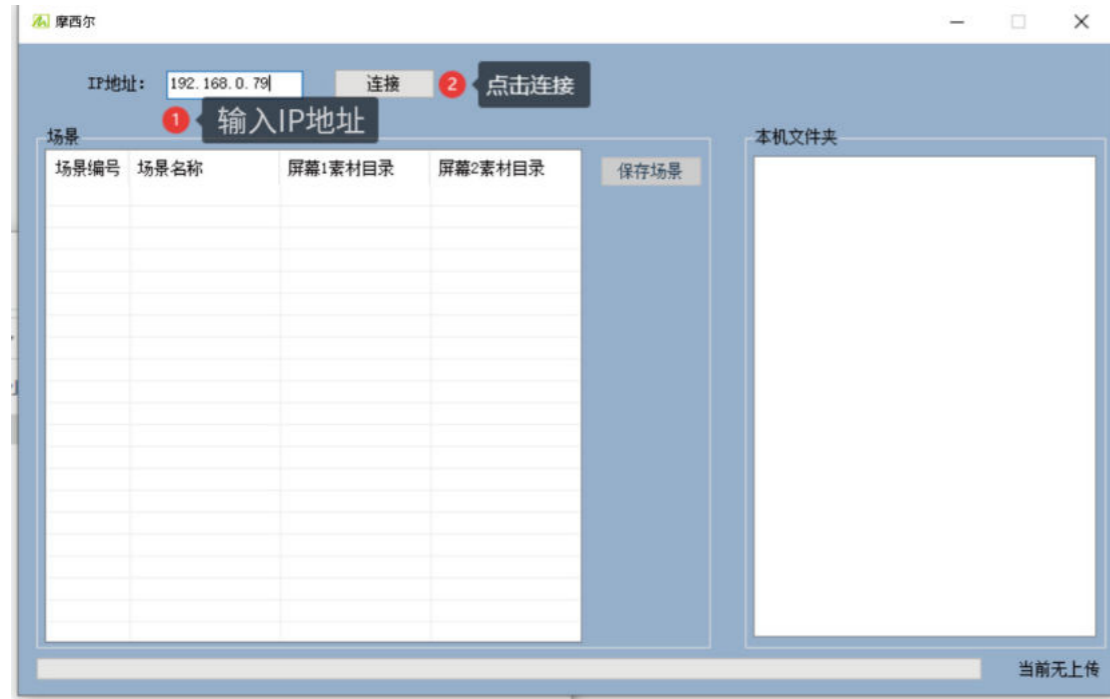 摩西尔
IP地址： 192.168.0.79 连接 2 点击连接
1 输入IP地址
场景 本机文件夹
场景编号 场景名称 屏幕1素材目录 屏幕2素材目录 保存场景
当前无上传